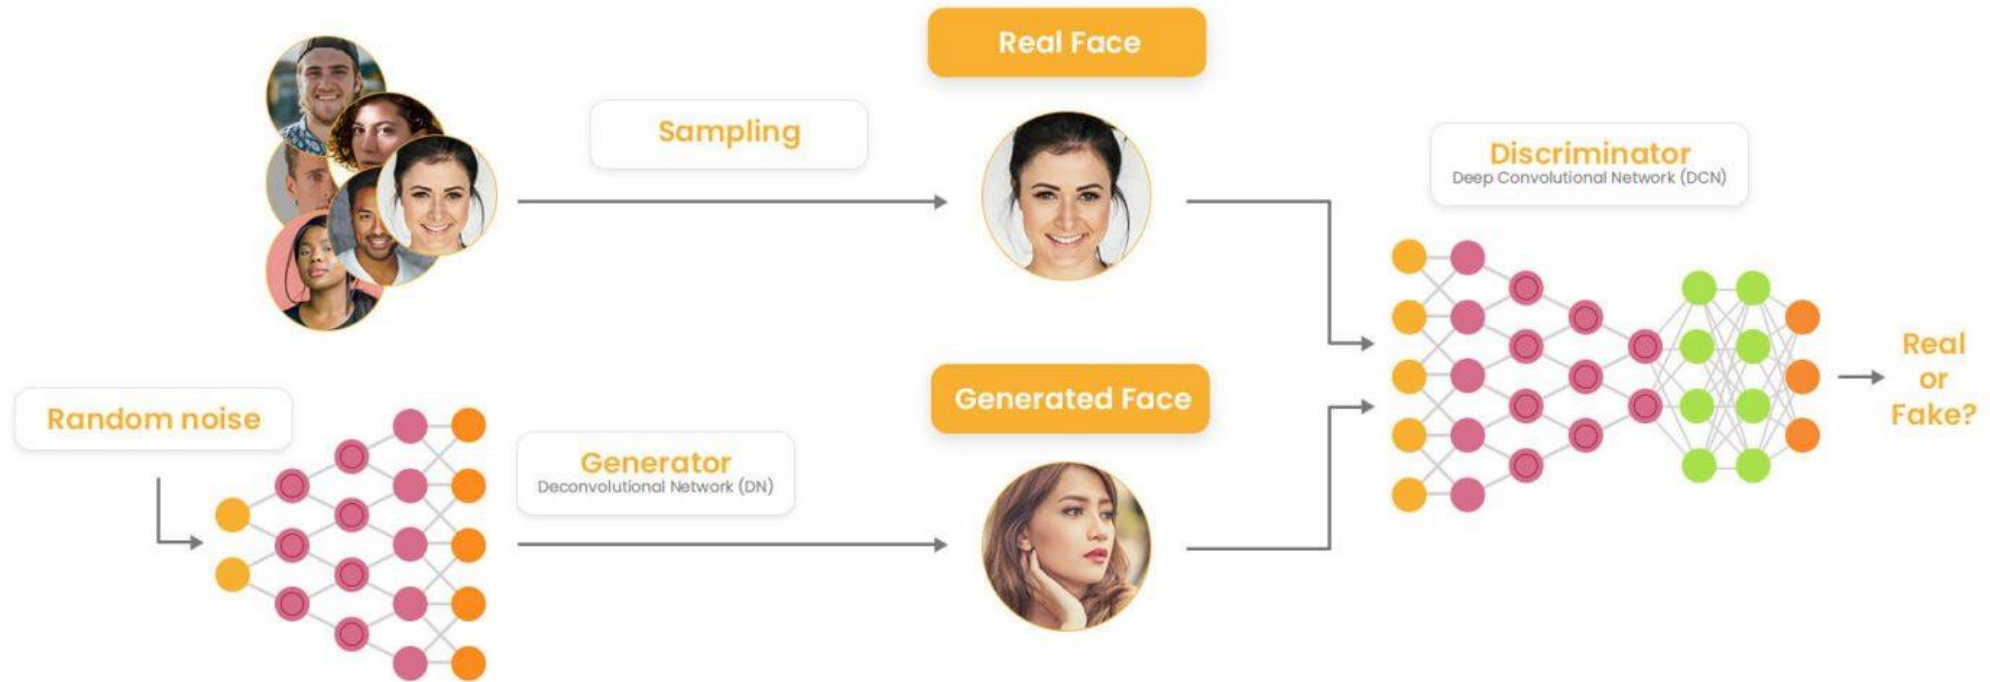 Real Face
Sampling
Discriminator
Deep Convolutional Network (DCN)
Real
or
Fake?
Random noise
Generator
Deconvolutional Network (DN)
Generated Face